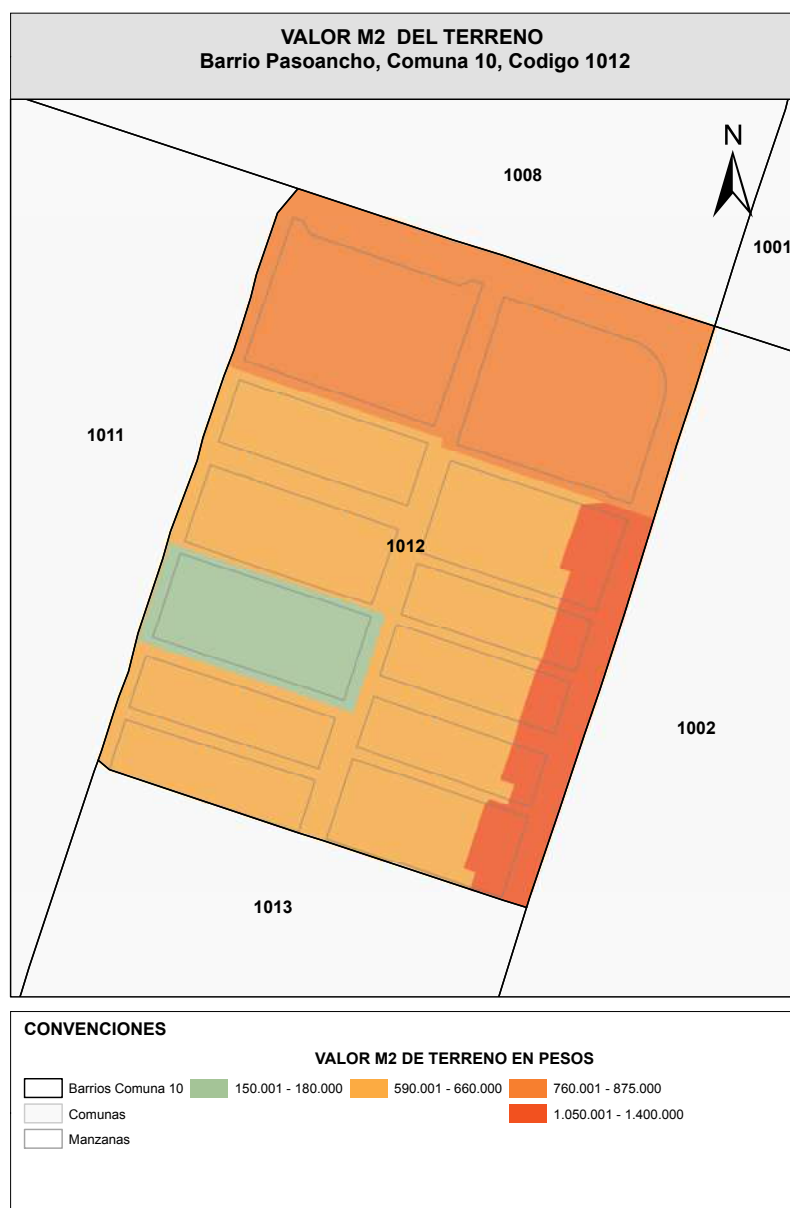 VALOR M2 DEL TERRENO
Barrio Pasoancho, Comuna 10, Codigo 1012
N
1008
1001
1011
1012
1002
1013
CONVENCIONES
VALOR M2 DE TERRENO EN PESOS
Barrios Comuna 10 150.001 - 180.000 590.001 - 660.000 760.001 - 875.000
Comunas 1.050.001 - 1.400.000
Manzanas